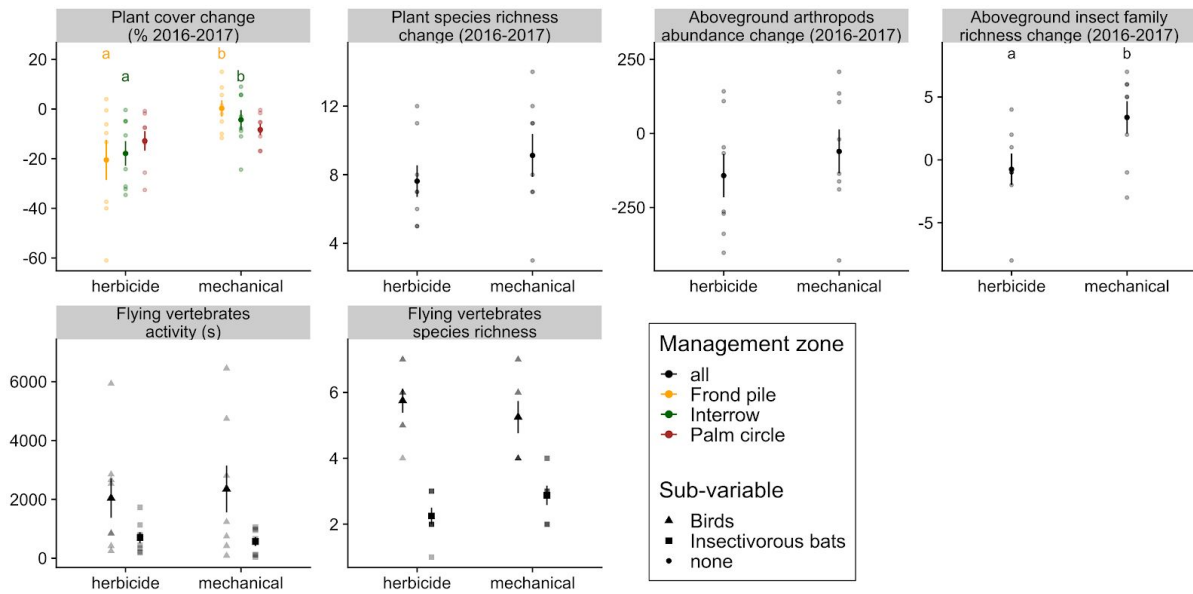 Plant cover change
(% 2016-2017)
Plant species richness
change (2016-2017)
Aboveground arthropods
abundance change (2016-2017)
Aboveground insect family
richness change (2016-2017)
20
0
-20
-40
-60
a
a
b
b
herbicide
mechanical
12
8
4
herbicide
mechanical
250
0
-250
herbicide
mechanical
5
0
-5
a
b
herbicide
mechanical
Flying vertebrates
activity (s)
Flying vertebrates
species richness
6000
4000
2000
0
herbicide
mechanical
6
4
2
herbicide
mechanical
Management zone
all
Frond pile
Interrow
Palm circle
Sub-variable
Birds
Insectivorous bats
none